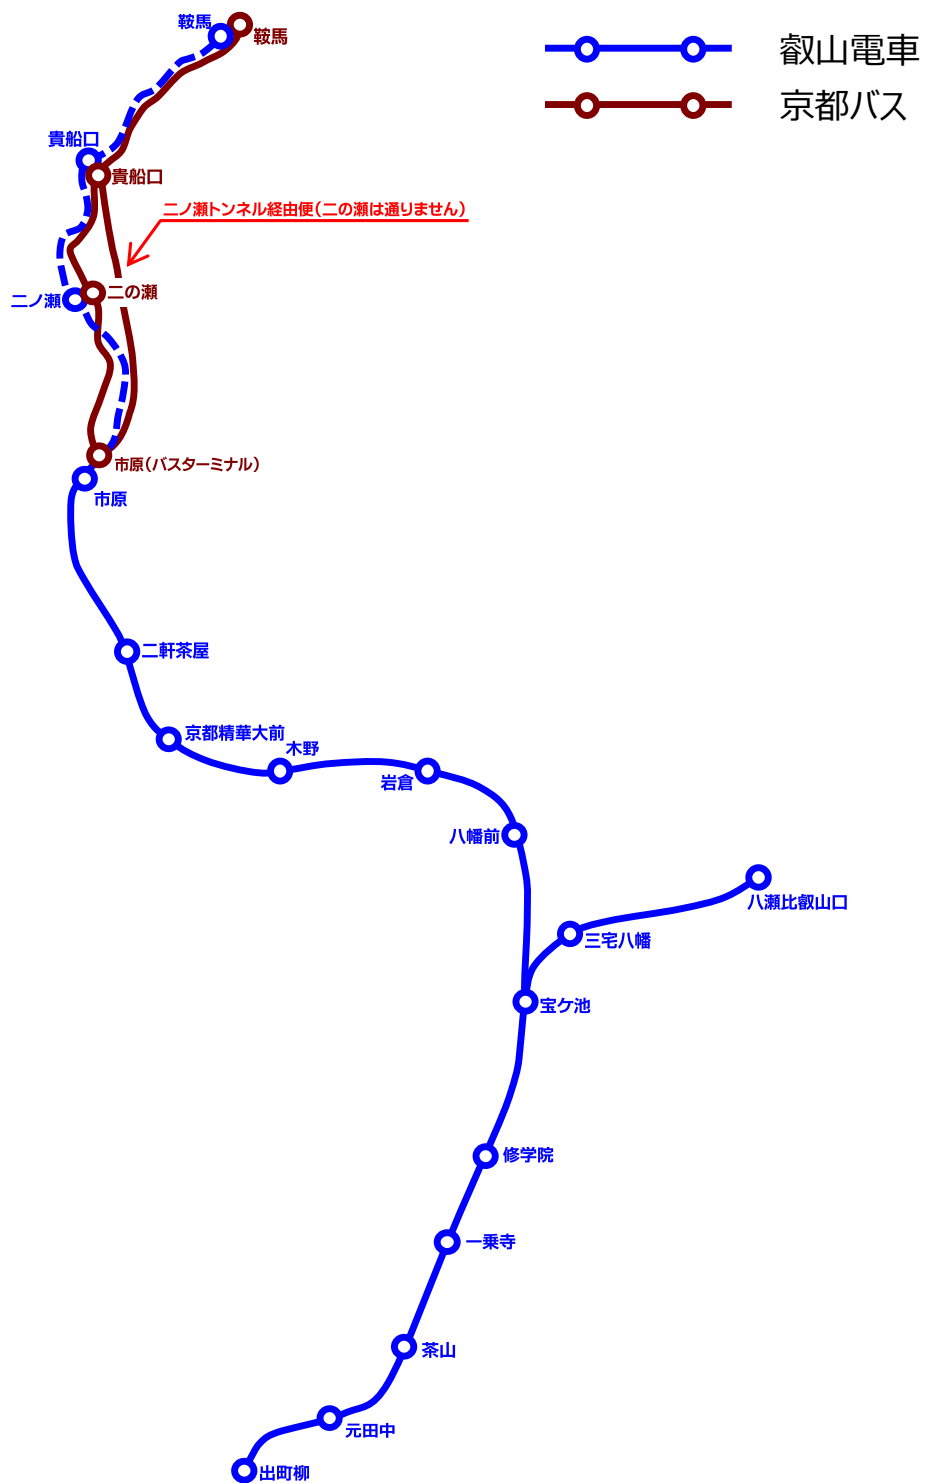 鞍馬
鞍馬
叡山電車
京都バス
貴船口
貴船口
二ノ瀬トンネル経由便(二の瀬は通りません)
二ノ瀬
二の瀬
市原(バスターミナル)
市原
二軒茶屋
京都精華大前
木野
岩倉
八幡前
八瀬比叡山口
三宅八幡
宝ケ池
修学院
一乗寺
茶山
元田中
出町柳